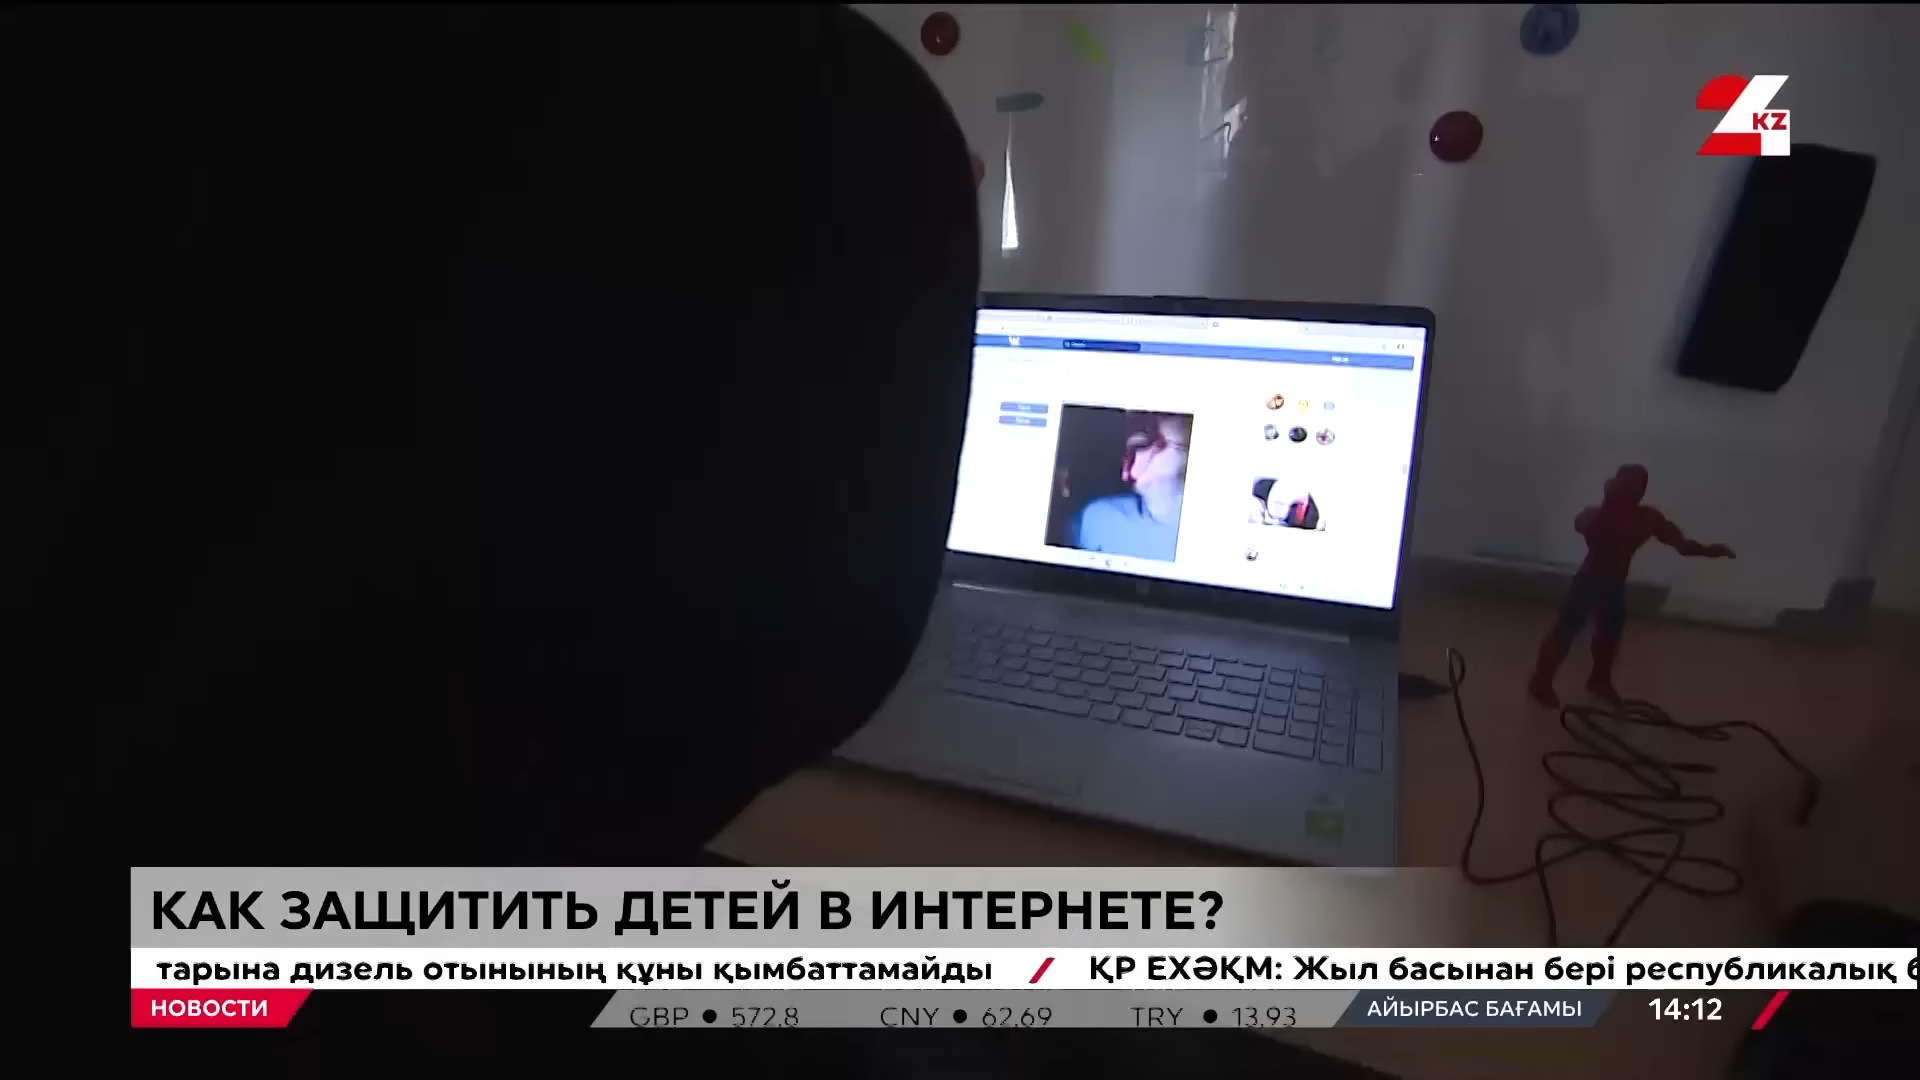 24 KZ
КАК ЗАЩИТИТЬ ДЕТЕЙ В ИНТЕРНЕТЕ?
тарына дизель отынының құны қымбаттамайды / ҚР ЕХӘҚМ: Жыл басынан бері республикалық б
НОВОСТИ GBP ● 572,8 CNY ● 62,69 TRY ● 13,93 АЙЫРБАС БАҒАМЫ 14:12